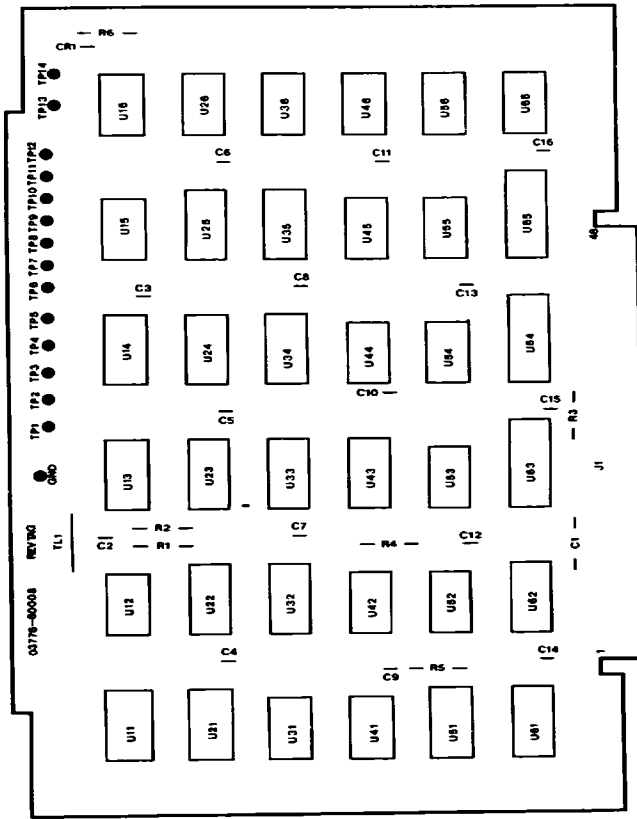 R6
CR1
TP14
TP13
TP12
TP11
TP10
TP9
TP8
TP7
TP6
TP5
TP4
TP3
TP2
TP1
GND
REVTAG
TL1
03776-60008
U16
U26
U36
U46
U56
U66
C6
C11
C16
U15
U25
U35
U45
U55
U65
46
C3
C8
C13
U14
U24
U34
U44
U54
U64
C10
C5
C15
R3
U13
U23
U33
U43
U53
U63
J1
R2
C2
R1
C7
R4
C12
C1
U12
U22
U32
U42
U52
U62
C4
C9
R5
C14
1
U11
U21
U31
U41
U51
U61